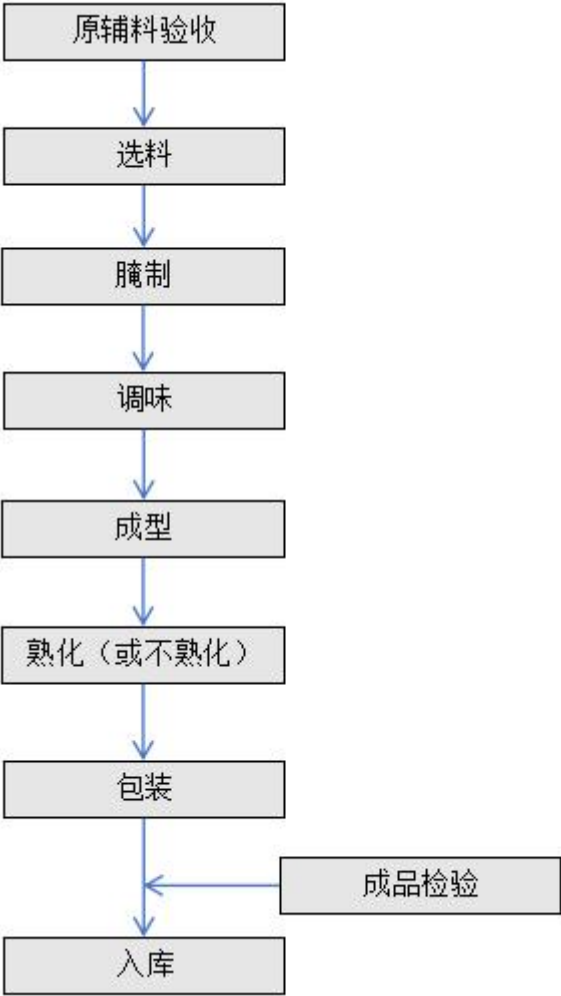 原辅料验收
选料
腌制
调味
成型
熟化（或不熟化）
包装
成品检验
入库